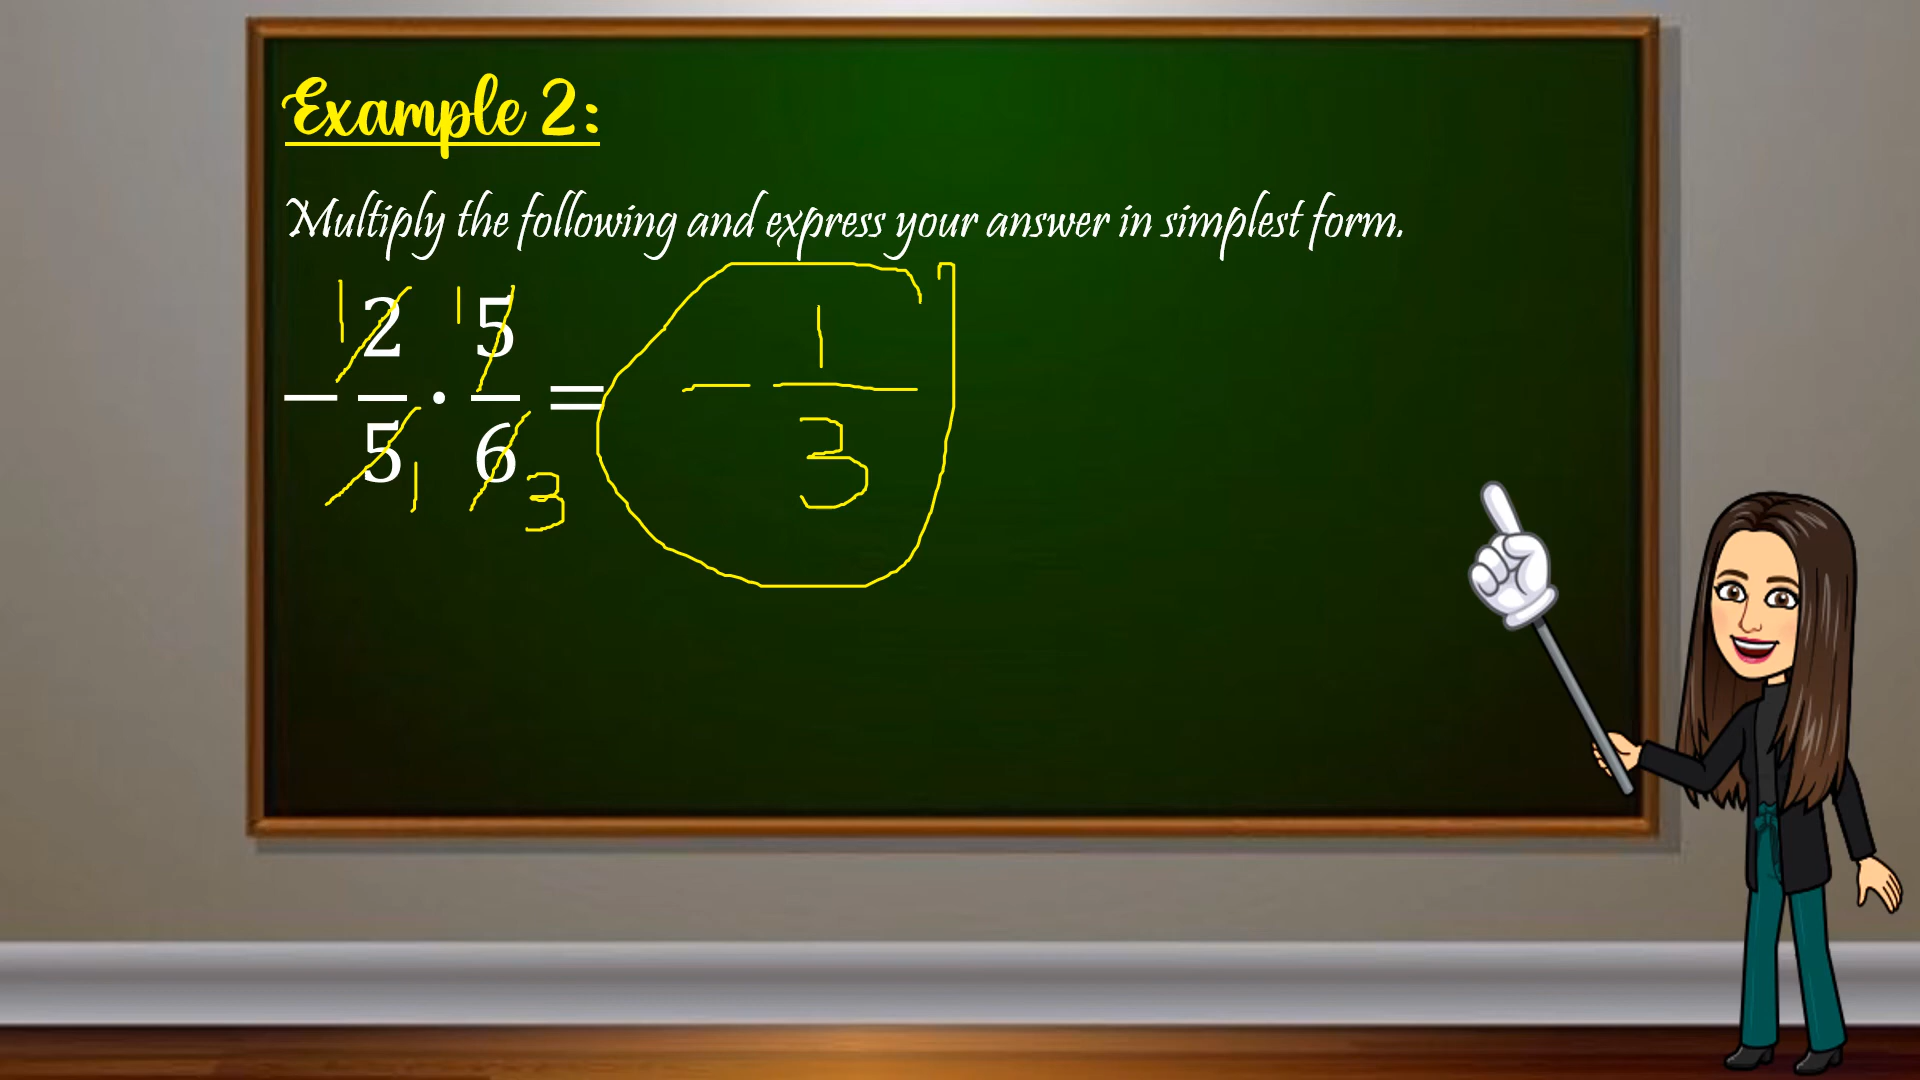 Example 2:
Multiply the following and express your answer in simplest form.
1 2 1 5 1
− — · — = − —
5 1 6 3 3